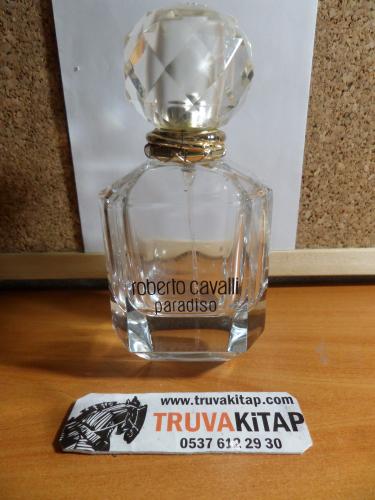 roberto cavalli
paradiso
www.truvakitap.com
TRUVAKiTAP
0537 612 29 30